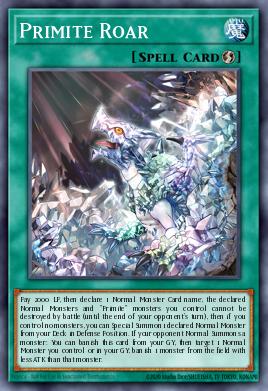 Primite Roar
[Spell Card]
魔
Pay 2000 LP, then declare 1 Normal Monster Card name, the declared
Normal Monsters and "Primite" monsters you control cannot be
destroyed by battle (until the end of your opponent's turn), then if you
control no monsters, you can Special Summon 1 declared Normal Monster
from your Deck in Defense Position. If your opponent Normal Summons a
monster: You can banish this card from your GY, then target 1 Normal
Monster you control or in your GY; banish 1 monster from the field with
less ATK than that monster.